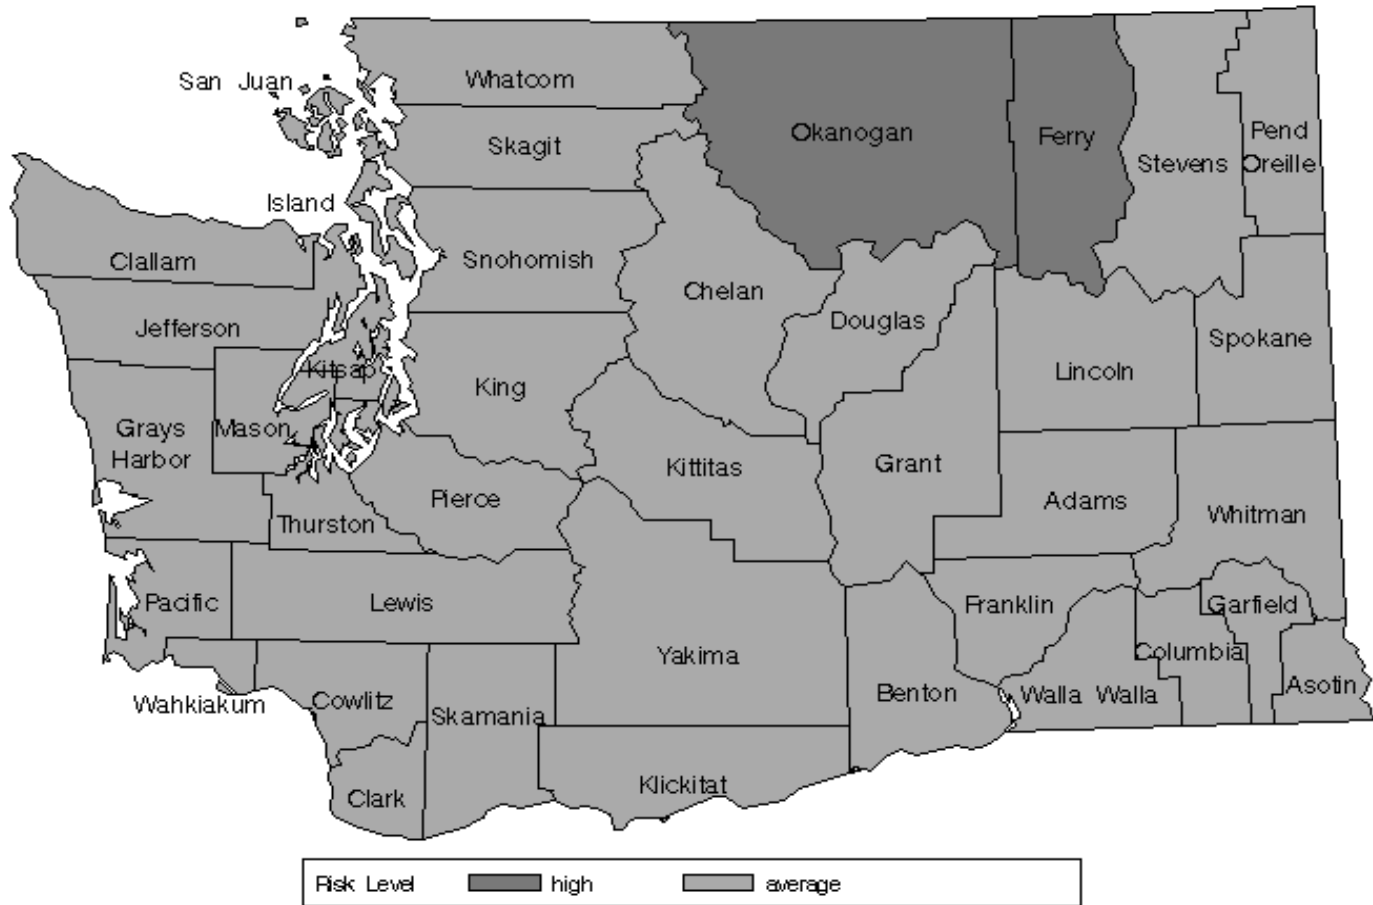 Whatcom
San Juan
Okanogan
Ferry
Pend
Oreille
Skagit
Stevens
Island
Clallam
Snohomish
Chelan
Jefferson
Douglas
Spokane
Kitsap
King
Lincoln
Grays
Harbor
Mason
Kittitas
Grant
Pierce
Adams
Whitman
Thurston
Pacific
Lewis
Franklin
Garfield
Yakima
Columbia
Wahkiakum
Cowlitz
Skamania
Benton
Walla Walla
Asotin
Clark
Klickitat
Risk Level high average